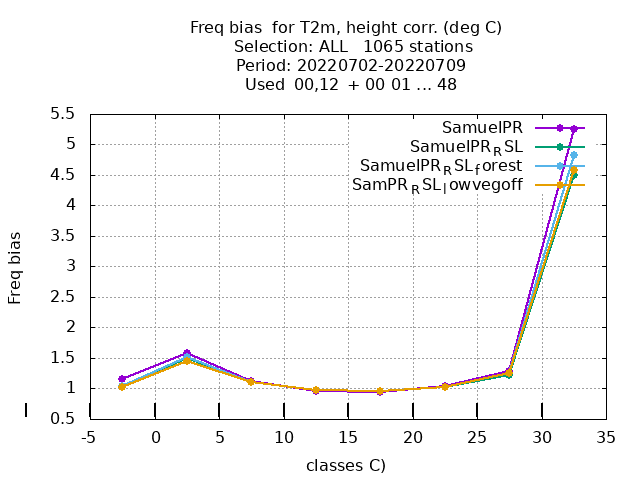 Freq bias  for T2m, height corr. (deg C)
Selection: ALL   1065 stations
Period: 20220702-20220709
Used  00,12  + 00 01 ... 48
5.5
5
4.5
4
3.5
3
2.5
2
1.5
1
0.5
Freq bias
SamuelPR
SamuelPR_RSL
SamuelPR_RSL_forest
SamPR_RSL_lowvegoff
-5
0
5
10
15
20
25
30
35
classes C)